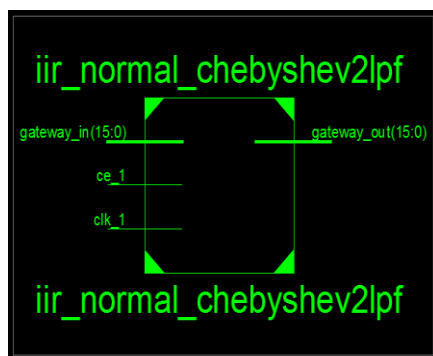 iir_normal_chebyshev2lpf
gateway_in(15:0)
gateway_out(15:0)
ce_1
clk_1
iir_normal_chebyshev2lpf